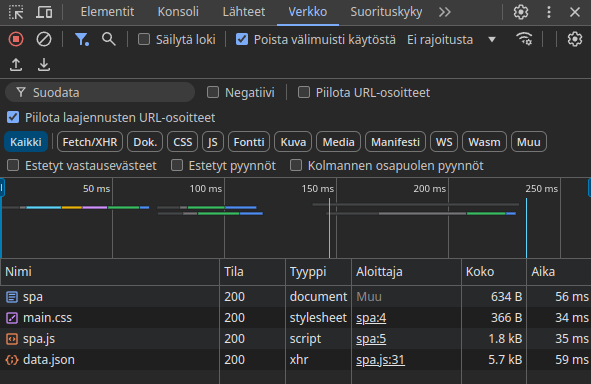 Elementit Konsoli Lähteet Verkko Suorituskyky
Säilytä loki Poista välimuisti käytöstä Ei rajoitusta
Suodata Negatiivi Piilota URL-osoitteet
Piilota laajennusten URL-osoitteet
Kaikki Fetch/XHR Dok. CSS JS Fontti Kuva Media Manifesti WS Wasm Muu
Estetyt vastausevästeet Estetyt pyynnöt Kolmannen osapuolen pyynnöt
50 ms 100 ms 150 ms 200 ms 250 ms
Nimi Tila Tyyppi Aloittaja Koko Aika
spa 200 document Muu 634 B 56 ms
main.css 200 stylesheet spa:4 366 B 34 ms
spa.js 200 script spa:5 1.8 kB 35 ms
data.json 200 xhr spa.js:31 5.7 kB 59 ms